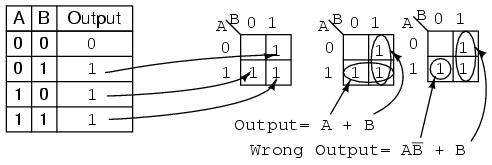 A B Output
0 0 0
0 1 1
1 0 1
1 1 1
A B 0 1
0 1
1 1 1
A B 0 1
0 1
1 1 1
A B 0 1
0 1
1 1 1
Output= A + B
Wrong Output= AB̅ + B